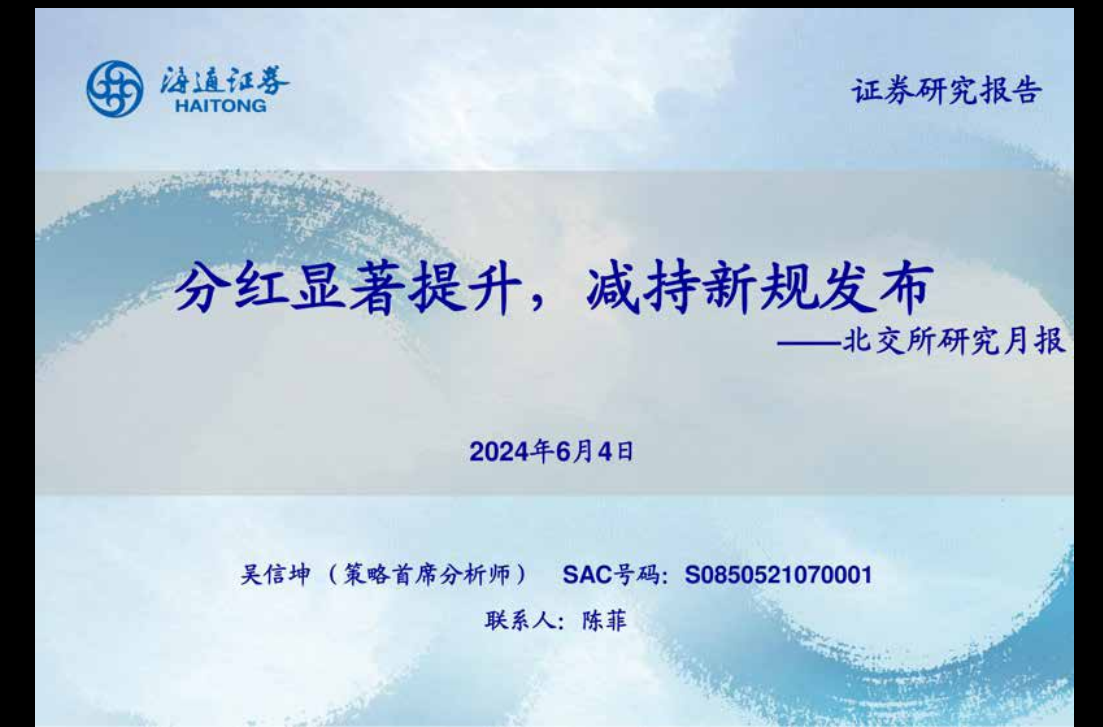 海通证券
HAITONG
证券研究报告
分红显著提升，减持新规发布
——北交所研究月报
2024年6月4日
吴信坤 （策略首席分析师） SAC号码：S0850521070001
联系人：陈菲